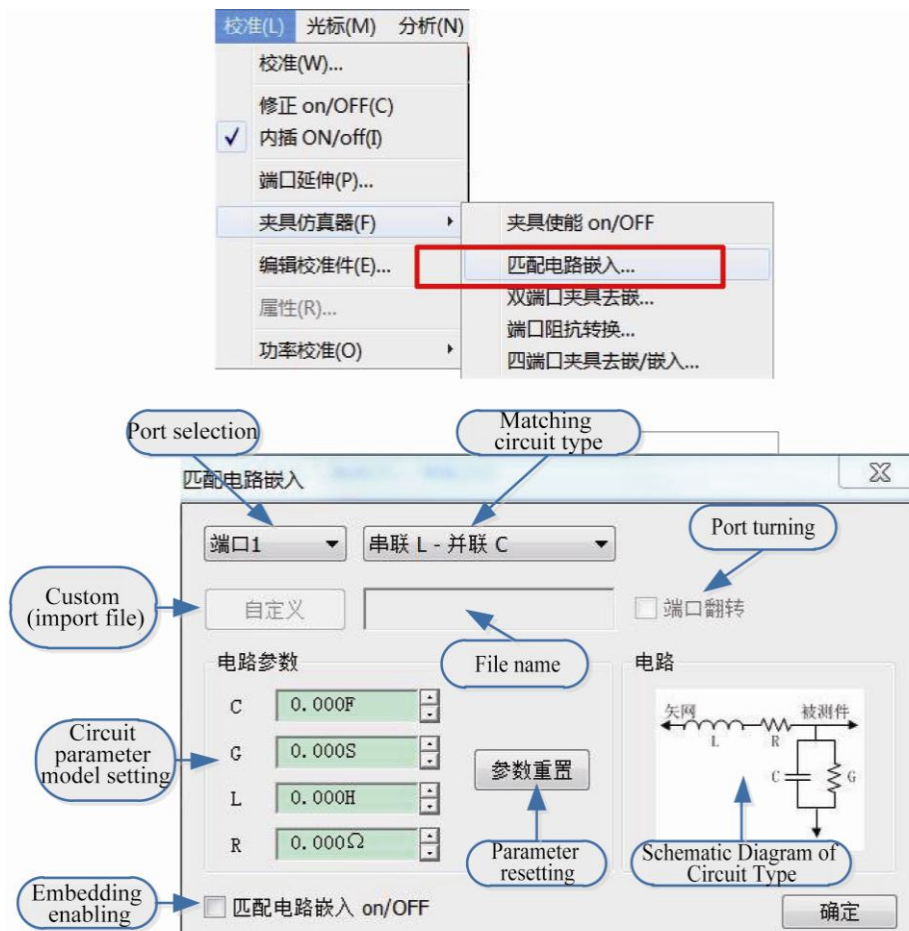 校准(L) 光标(M) 分析(N)
校准(W)...
修正 on/OFF(C)
✓ 内插 ON/off(I)
端口延伸(P)...
夹具仿真器(F)
编辑校准件(E)...
属性(R)...
功率校准(O)
夹具使能 on/OFF
匹配电路嵌入...
双端口夹具去嵌...
端口阻抗转换...
四端口夹具去嵌/嵌入...
Port selection
Matching
circuit type
匹配电路嵌入
端口1
串联 L - 并联 C
Port turning
Custom
(import file)
自定义
端口翻转
File name
电路参数
电路
C 0.000F
G 0.000S
L 0.000H
R 0.000Ω
Circuit
parameter
model setting
参数重置
矢网
被测件
L
R
C
G
Parameter
resetting
Schematic Diagram of
Circuit Type
Embedding
enabling
匹配电路嵌入 on/OFF
确定